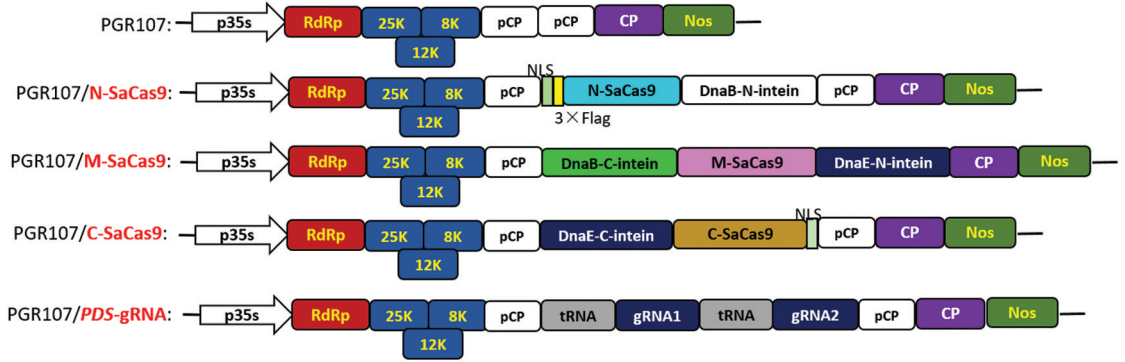 PGR107: p35s RdRp 25K 8K pCP pCP CP Nos
12K
NLS
PGR107/N-SaCas9: p35s RdRp 25K 8K pCP N-SaCas9 DnaB-N-intein pCP CP Nos
12K 3×Flag
PGR107/M-SaCas9: p35s RdRp 25K 8K pCP DnaB-C-intein M-SaCas9 DnaE-N-intein CP Nos
12K
NLS
PGR107/C-SaCas9: p35s RdRp 25K 8K pCP DnaE-C-intein C-SaCas9 pCP CP Nos
12K
PGR107/PDS-gRNA: p35s RdRp 25K 8K pCP tRNA gRNA1 tRNA gRNA2 pCP CP Nos
12K